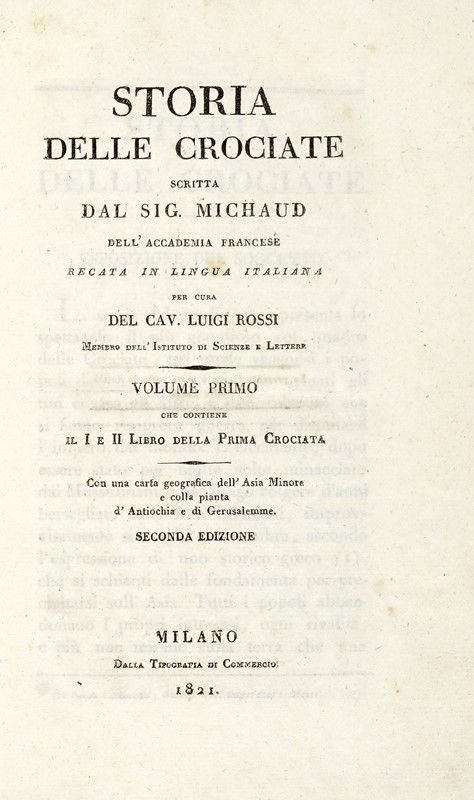 STORIA
DELLE CROCIATE
SCRITTA
DAL SIG. MICHAUD
DELL' ACCADEMIA FRANCESE
RECATA IN LINGUA ITALIANA
PER CURA
DEL CAV. LUIGI ROSSI
MEMBRO DELL' ISTITUTO DI SCIENZE E LETTERE
VOLUME PRIMO
CHE CONTIENE
IL I E II LIBRO DELLA PRIMA CROCIATA
Con una carta geografica dell' Asia Minore
e colla pianta
d' Antiochia e di Gerusalemme.
SECONDA EDIZIONE
MILANO
DALLA TIPOGRAFIA DI COMMERCIO
1821.